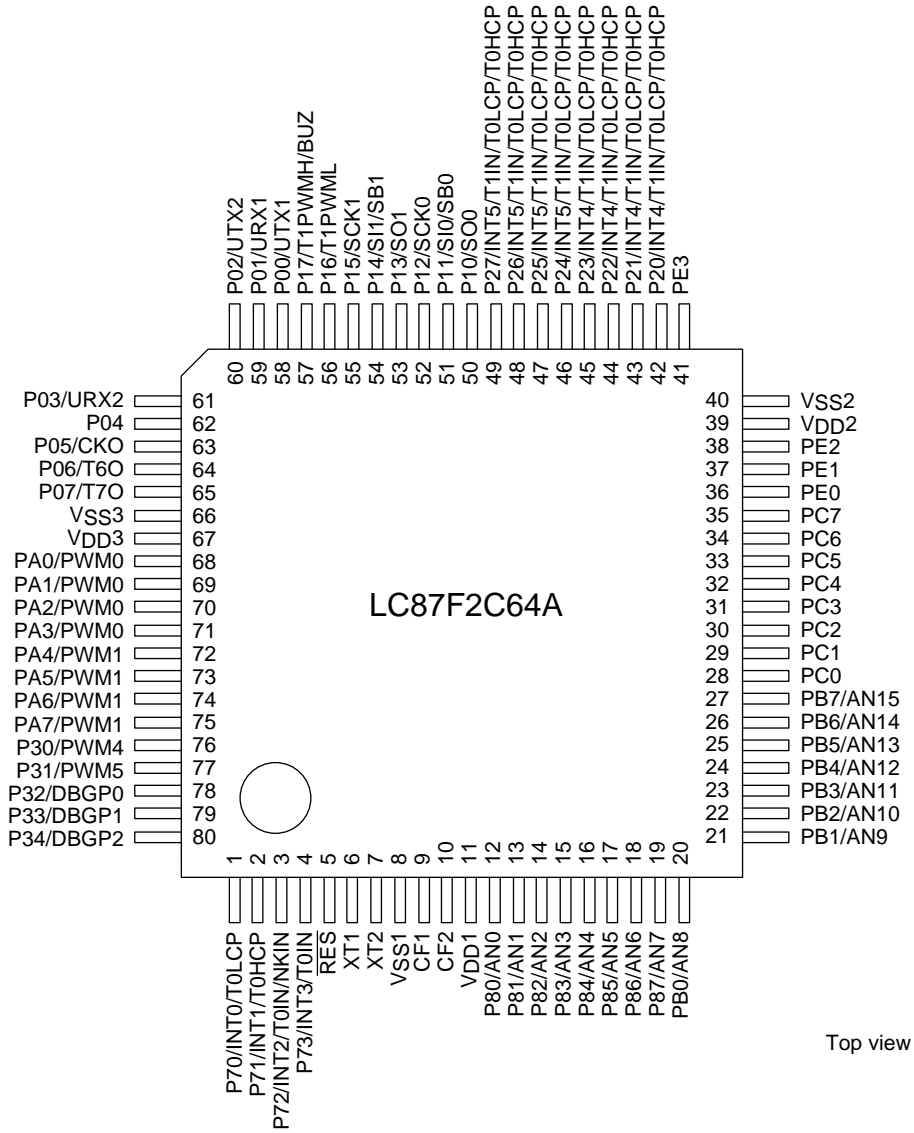 P02/UTX2
P01/URX1
P00/UTX1
P17/T1PWMH/BUZ
P16/T1PWML
P15/SCK1
P14/SI1/SB1
P13/SO1
P12/SCK0
P11/SI0/SB0
P10/SO0
P27/INT5/T1IN/T0LCP/T0HCP
P26/INT5/T1IN/T0LCP/T0HCP
P25/INT5/T1IN/T0LCP/T0HCP
P24/INT5/T1IN/T0LCP/T0HCP
P23/INT4/T1IN/T0LCP/T0HCP
P22/INT4/T1IN/T0LCP/T0HCP
P21/INT4/T1IN/T0LCP/T0HCP
P20/INT4/T1IN/T0LCP/T0HCP
PE3
60
59
58
57
56
55
54
53
52
51
50
49
48
47
46
45
44
43
42
41
P03/URX2 61
P04 62
P05/CKO 63
P06/T6O 64
P07/T7O 65
VSS3 66
VDD3 67
PA0/PWM0 68
PA1/PWM0 69
PA2/PWM0 70
PA3/PWM0 71
PA4/PWM1 72
PA5/PWM1 73
PA6/PWM1 74
PA7/PWM1 75
P30/PWM4 76
P31/PWM5 77
P32/DBGP0 78
P33/DBGP1 79
P34/DBGP2 80
LC87F2C64A
40 VSS2
39 VDD2
38 PE2
37 PE1
36 PE0
35 PC7
34 PC6
33 PC5
32 PC4
31 PC3
30 PC2
29 PC1
28 PC0
27 PB7/AN15
26 PB6/AN14
25 PB5/AN13
24 PB4/AN12
23 PB3/AN11
22 PB2/AN10
21 PB1/AN9
1
2
3
4
5
6
7
8
9
10
11
12
13
14
15
16
17
18
19
20
P70/INT0/T0LCP
P71/INT1/T0HCP
P72/INT2/T0IN/NKIN
P73/INT3/T0IN
RES
XT1
XT2
VSS1
CF1
CF2
VDD1
P80/AN0
P81/AN1
P82/AN2
P83/AN3
P84/AN4
P85/AN5
P86/AN6
P87/AN7
PB0/AN8
Top view